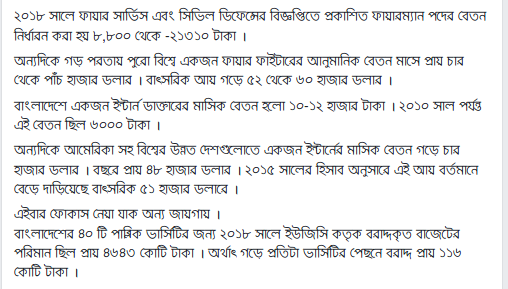 ২০১৮ সালে ফায়ার সার্ভিস এবং সিভিল ডিফেন্সের বিজ্ঞপ্তিতে প্রকাশিত ফায়ারম্যান পদের বেতন
নির্ধারন করা হয় ৮,৮০০ থেকে -২১৩১০ টাকা ।
অন্যদিকে গড় পরতায় পুরো বিশ্বে একজন ফায়ার ফাইটারের আনুমানিক বেতন মাসে প্রায় চার
থেকে পাঁচ হাজার ডলার । বাৎসরিক আয় গড়ে ৫২ থেকে ৬০ হাজার ডলার ।
বাংলাদেশে একজন ইন্টার্ন ডাক্তারের মাসিক বেতন হলো ১০-১২ হাজার টাকা । ২০১০ সাল পর্যন্ত
এই বেতন ছিল ৬০০০ টাকা ।
অন্যদিকে আমেরিকা সহ বিশ্বের উন্নত দেশগুলোতে একজন ইন্টার্নের মাসিক বেতন গড়ে চার
হাজার ডলার । বছরে প্রায় ৪৮ হাজার ডলার । ২০১৫ সালের হিসাব অনুসারে এই আয় বর্তমানে
বেড়ে দাড়িয়েছে বাৎসরিক ৫১ হাজার ডলারে ।
এইবার ফোকাস নেয়া যাক অন্য জায়গায় ।
বাংলাদেশের ৪০ টি পাবলিক ভার্সিটির জন্য ২০১৮ সালে ইউজিসি কতৃক বরাদ্দকৃত বাজেটের
পরিমান ছিল প্রায় ৪৬৪৩ কোটি টাকা । অর্থাৎ গড়ে প্রতিটা ভার্সিটির পেছনে বরাদ্দ প্রায় ১১৬
কোটি টাকা ।